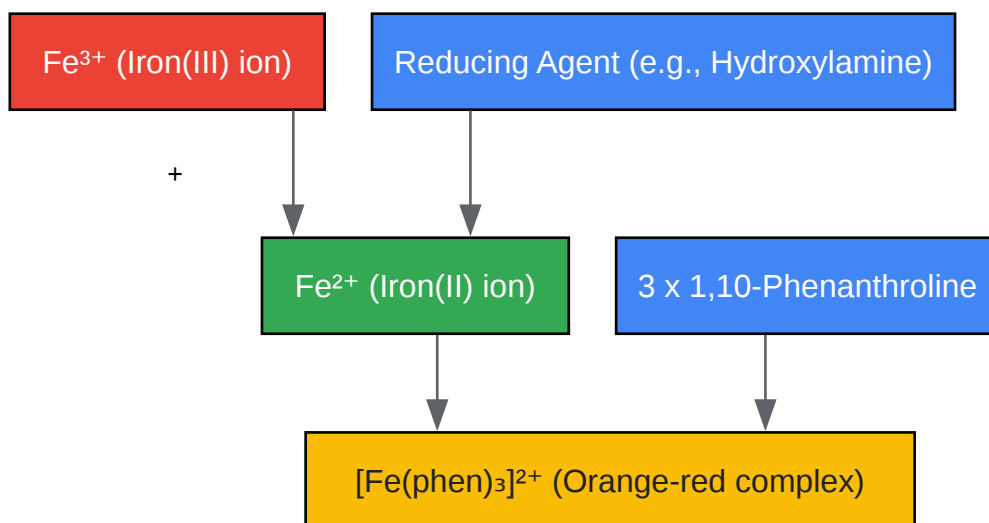 Fe³⁺ (Iron(III) ion)
Reducing Agent (e.g., Hydroxylamine)
+
Fe²⁺ (Iron(II) ion)
3 x 1,10-Phenanthroline
[Fe(phen)₃]²⁺ (Orange-red complex)